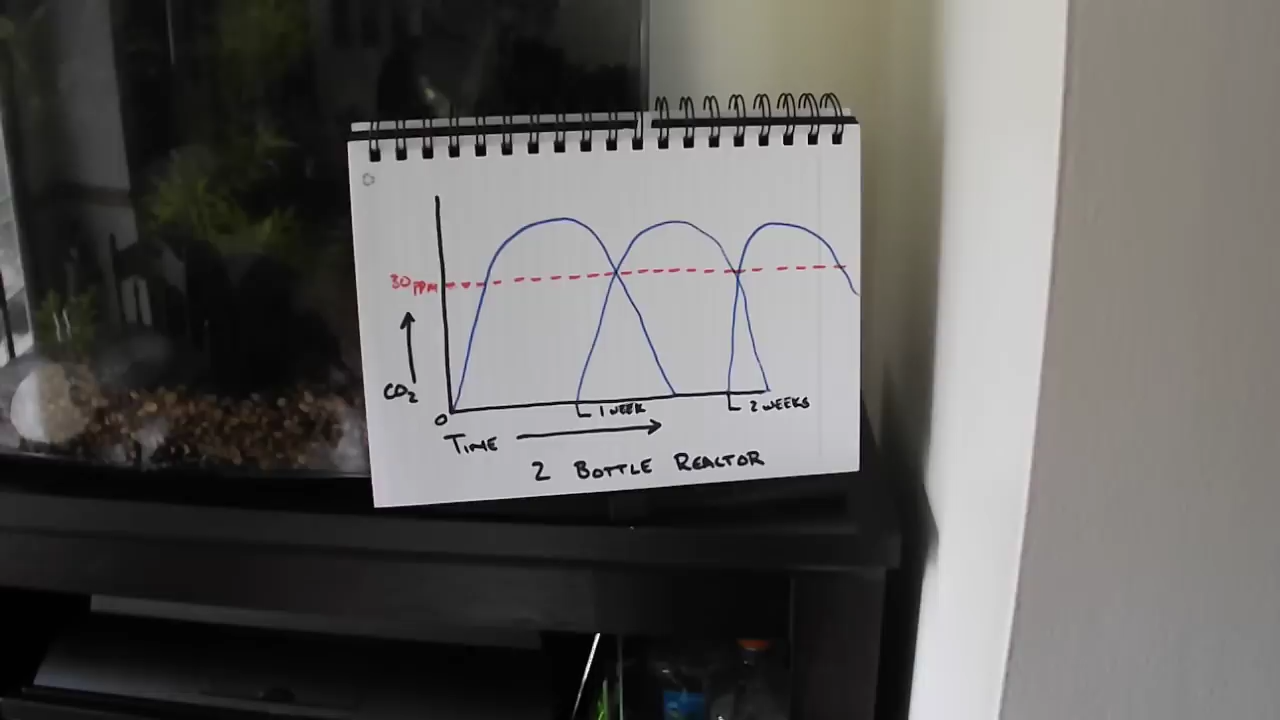 30 PPM
CO2
0
1 WEEK
2 WEEKS
TIME
2 BOTTLE REACTOR